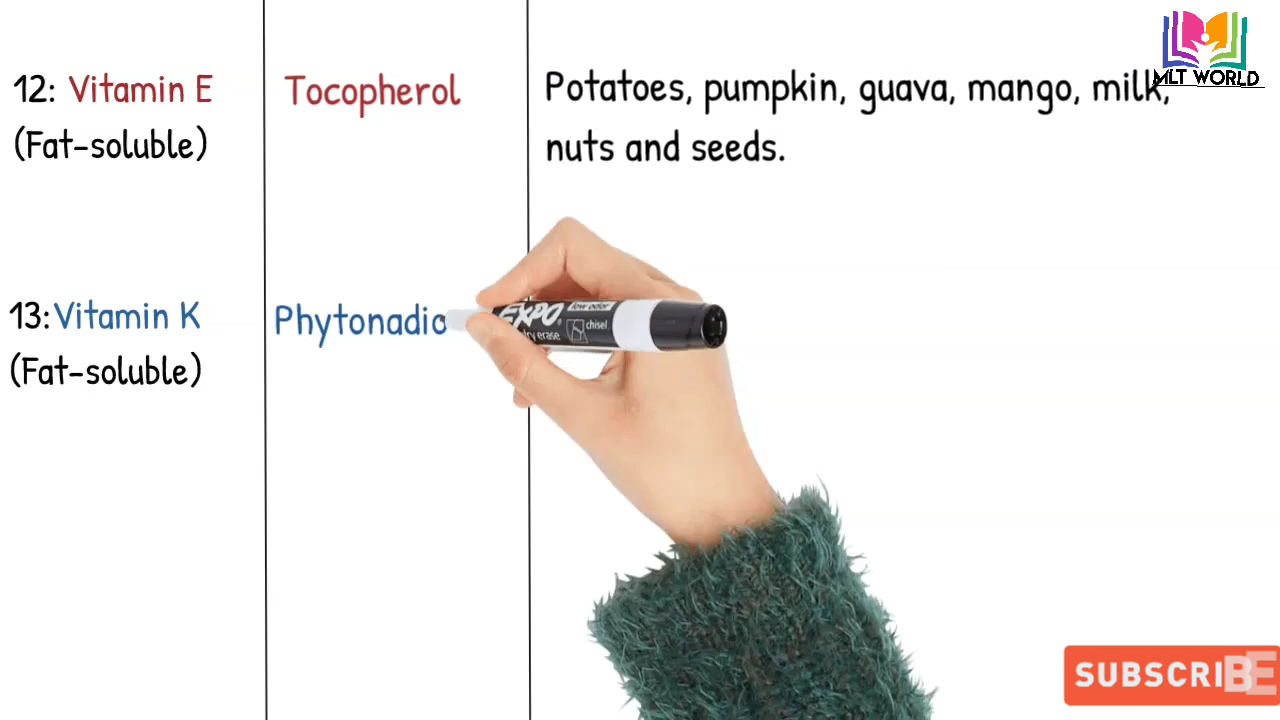 12: Vitamin E
(Fat-soluble)
Tocopherol
Potatoes, pumpkin, guava, mango, milk,
nuts and seeds.
MLT WORLD
13: Vitamin K
(Fat-soluble)
Phytonadio
EXPO
low odor
dry erase
chisel
SUBSCRIBE